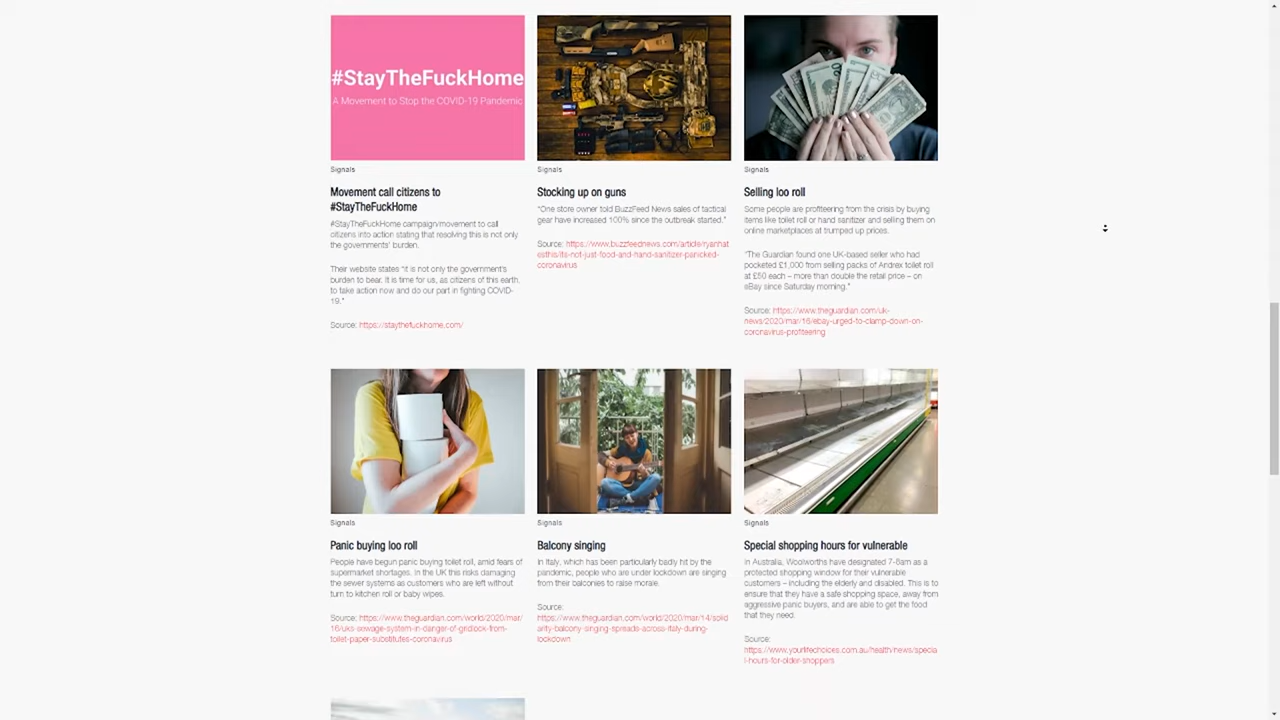 #StayTheFuckHome
A Movement to Stop the COVID-19 Pandemic
Signals
Movement call citizens to
#StayTheFuckHome
#StayTheFuckHome campaign/movement to call
citizens into action stating that resolving this is not only
the governments' burden.
Their website states "it is not only the government's
burden to bear. It is time for us, as citizens of this earth,
to take action now and do our part in fighting COVID-
19."
Source: https://staythefuckhome.com/
Signals
Stocking up on guns
"One store owner told BuzzFeed News sales of tactical
gear have increased 100% since the outbreak started."
Source: https://www.buzzfeednews.com/article/ryanhat
esthis/its-not-just-food-and-hand-sanitizer-panicked-
coronavirus
Signals
Selling loo roll
Some people are profiteering from the crisis by buying
items like toilet roll or hand sanitizer and selling them on
online marketplaces at trumped up prices.
"The Guardian found one UK-based seller who had
pocketed £1,000 from selling packs of Andrex toilet roll
at £50 each – more than double the retail price – on
eBay since Saturday morning."
Source: https://www.theguardian.com/uk-
news/2020/mar/16/ebay-urged-to-clamp-down-on-
coronavirus-profiteering
Signals
Panic buying loo roll
People have begun panic buying toilet roll, amid fears of
supermarket shortages. In the UK this risks damaging
the sewer systems as customers who are left without
turn to kitchen roll or baby wipes.
Source: https://www.theguardian.com/world/2020/mar/
16/uks-sewage-system-in-danger-of-gridlock-from-
toilet-paper-substitutes-coronavirus
Signals
Balcony singing
In Italy, which has been particularly badly hit by the
pandemic, people who are under lockdown are singing
from their balconies to raise morale.
Source:
https://www.theguardian.com/world/2020/mar/14/solid
arity-balcony-singing-spreads-across-italy-during-
lockdown
Signals
Special shopping hours for vulnerable
In Australia, Woolworths have designated 7-8am as a
protected shopping window for their vulnerable
customers – including the elderly and disabled. This is to
ensure that they have a safe shopping space, away from
aggressive panic buyers, and are able to get the food
that they need.
Source:
https://www.yourlifechoices.com.au/health/news/specia
l-hours-for-older-shoppers